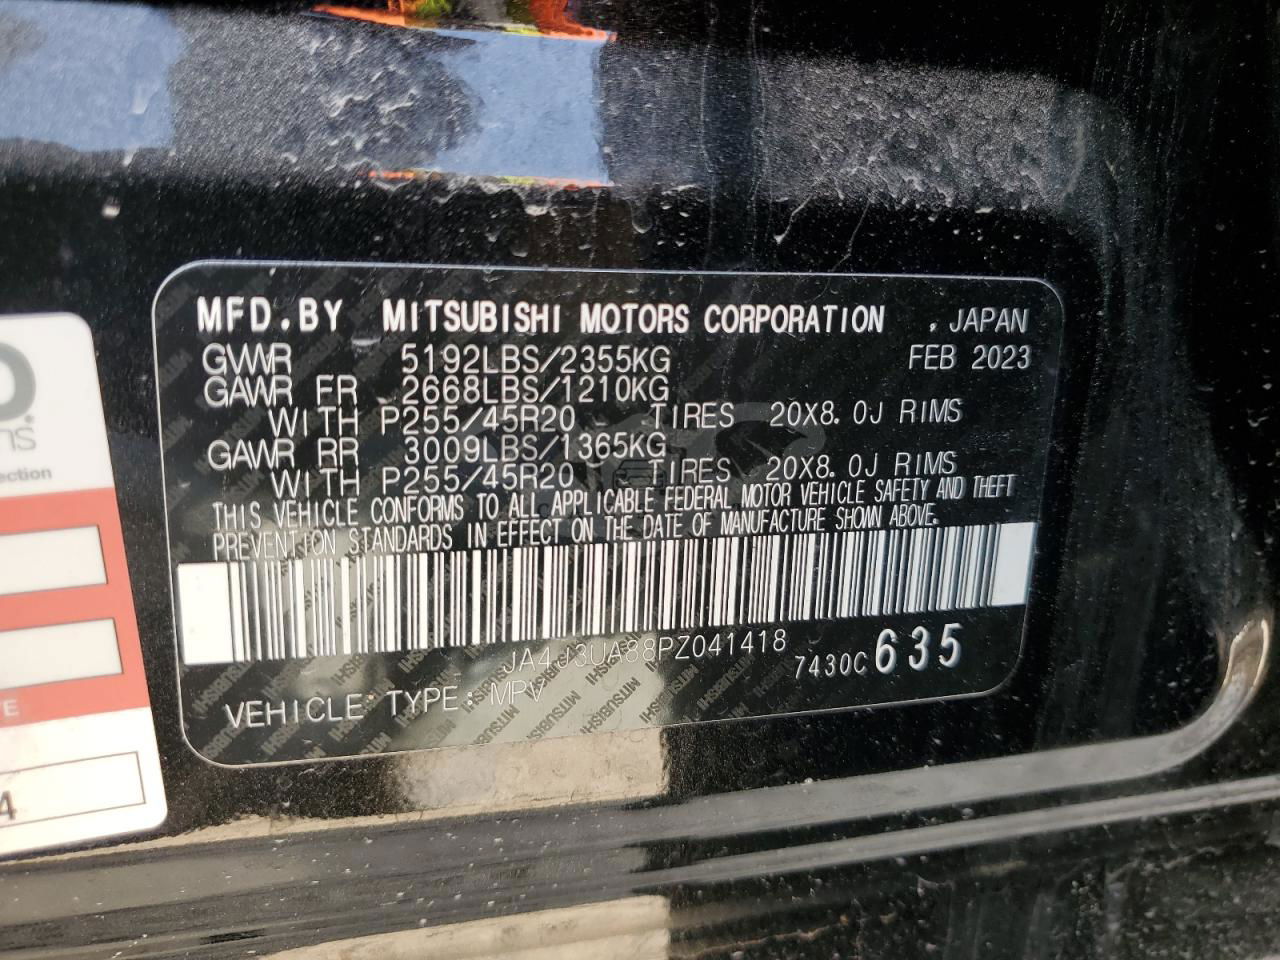 MFD.BY MITSUBISHI MOTORS CORPORATION , JAPAN
GVWR 5192LBS/2355KG FEB 2023
GAWR FR 2668LBS/1210KG
WITH P255/45R20 TIRES 20X8.0J RIMS
GAWR RR 3009LBS/1365KG
WITH P255/45R20 TIRES 20X8.0J RIMS
THIS VEHICLE CONFORMS TO ALL APPLICABLE FEDERAL MOTOR VEHICLE SAFETY AND THEFT
PREVENTION STANDARDS IN EFFECT ON THE DATE OF MANUFACTURE SHOWN ABOVE.
JA4J3UA88PZ041418 7430C 635
VEHICLE TYPE: MPV
4